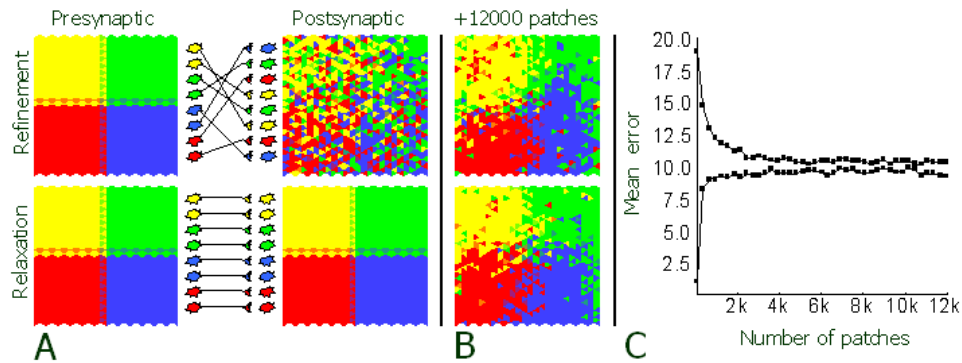 Presynaptic
Postsynaptic
+12000 patches
Refinement
Relaxation
A
B
C
Mean error
20.0
17.5
15.0
12.5
10.0
7.5
5.0
2.5
2k 4k 6k 8k 10k 12k
Number of patches